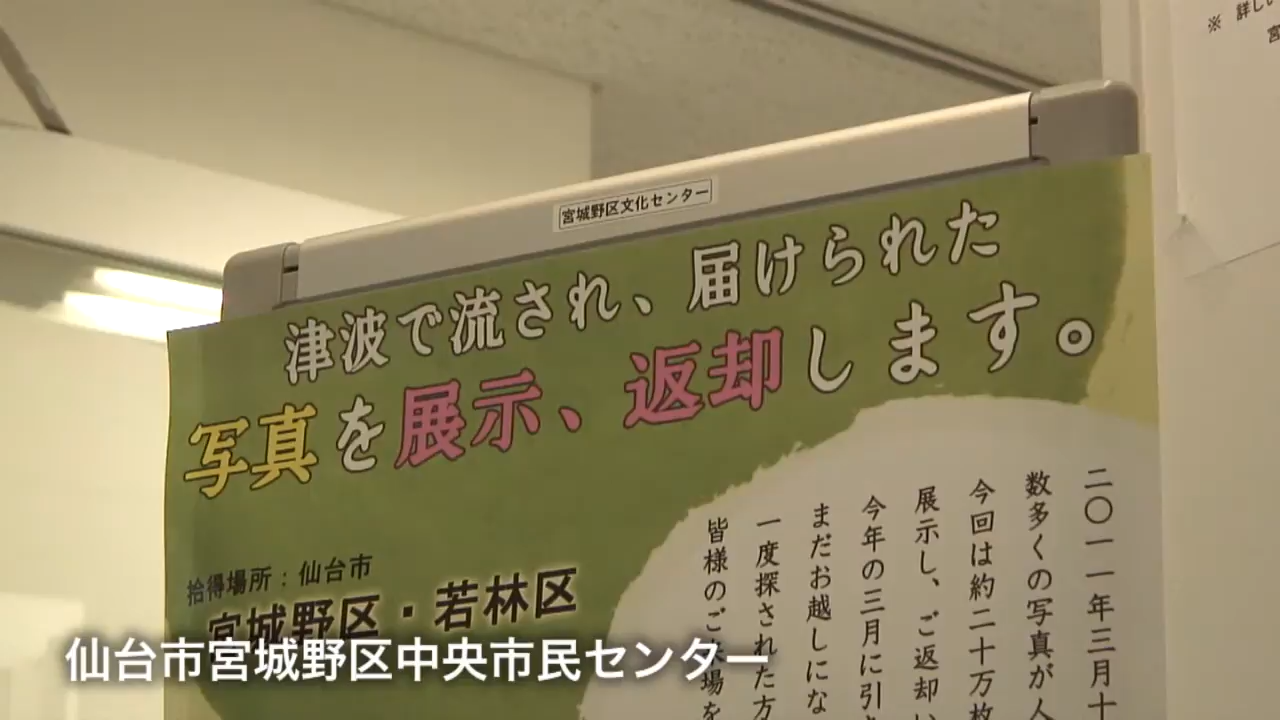 ※ 詳しい
宮城野区文化センター
津波で流され、届けられた
写真を展示、返却します。
拾得場所：仙台市
宮城野区・若林区
二〇一一年三月十
数多くの写真が人
今回は約二十万枚
展示し、ご返却い
今年の三月に引き
まだお越しにな
一度探された方
皆様のご来場を
仙台市宮城野区中央市民センター